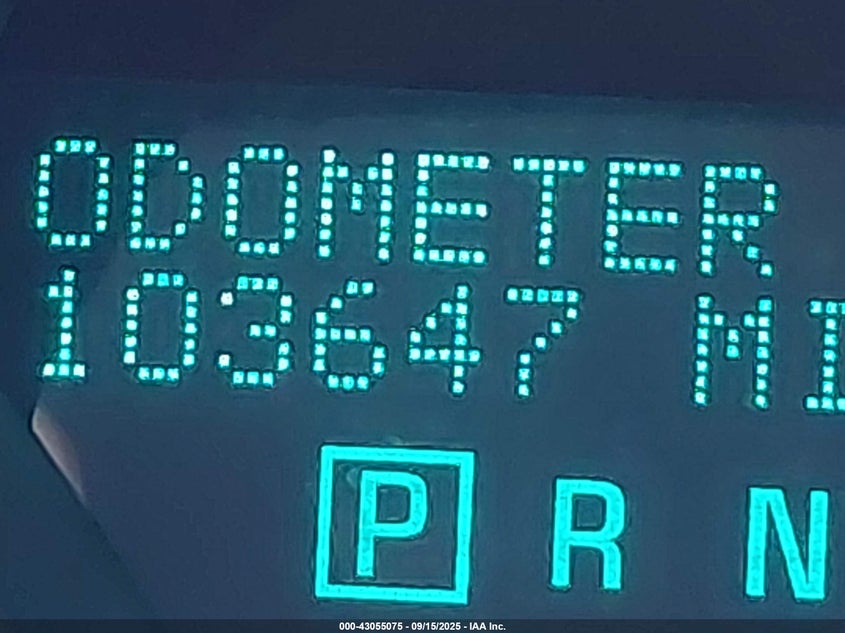 ODOMETER
103647 MI
P R N
000-43055075 - 09/15/2025 - IAA Inc.